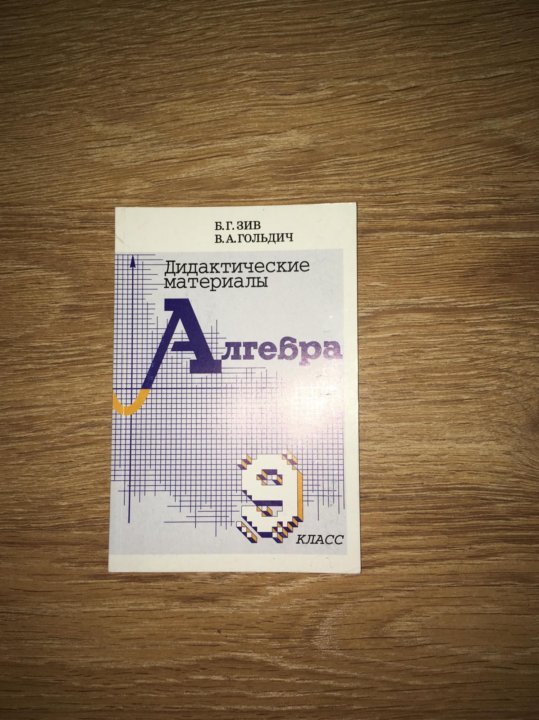 Б.Г.ЗИВ
В.А.ГОЛЬДИЧ
Дидактические
материалы
Алгебра
9
КЛАСС